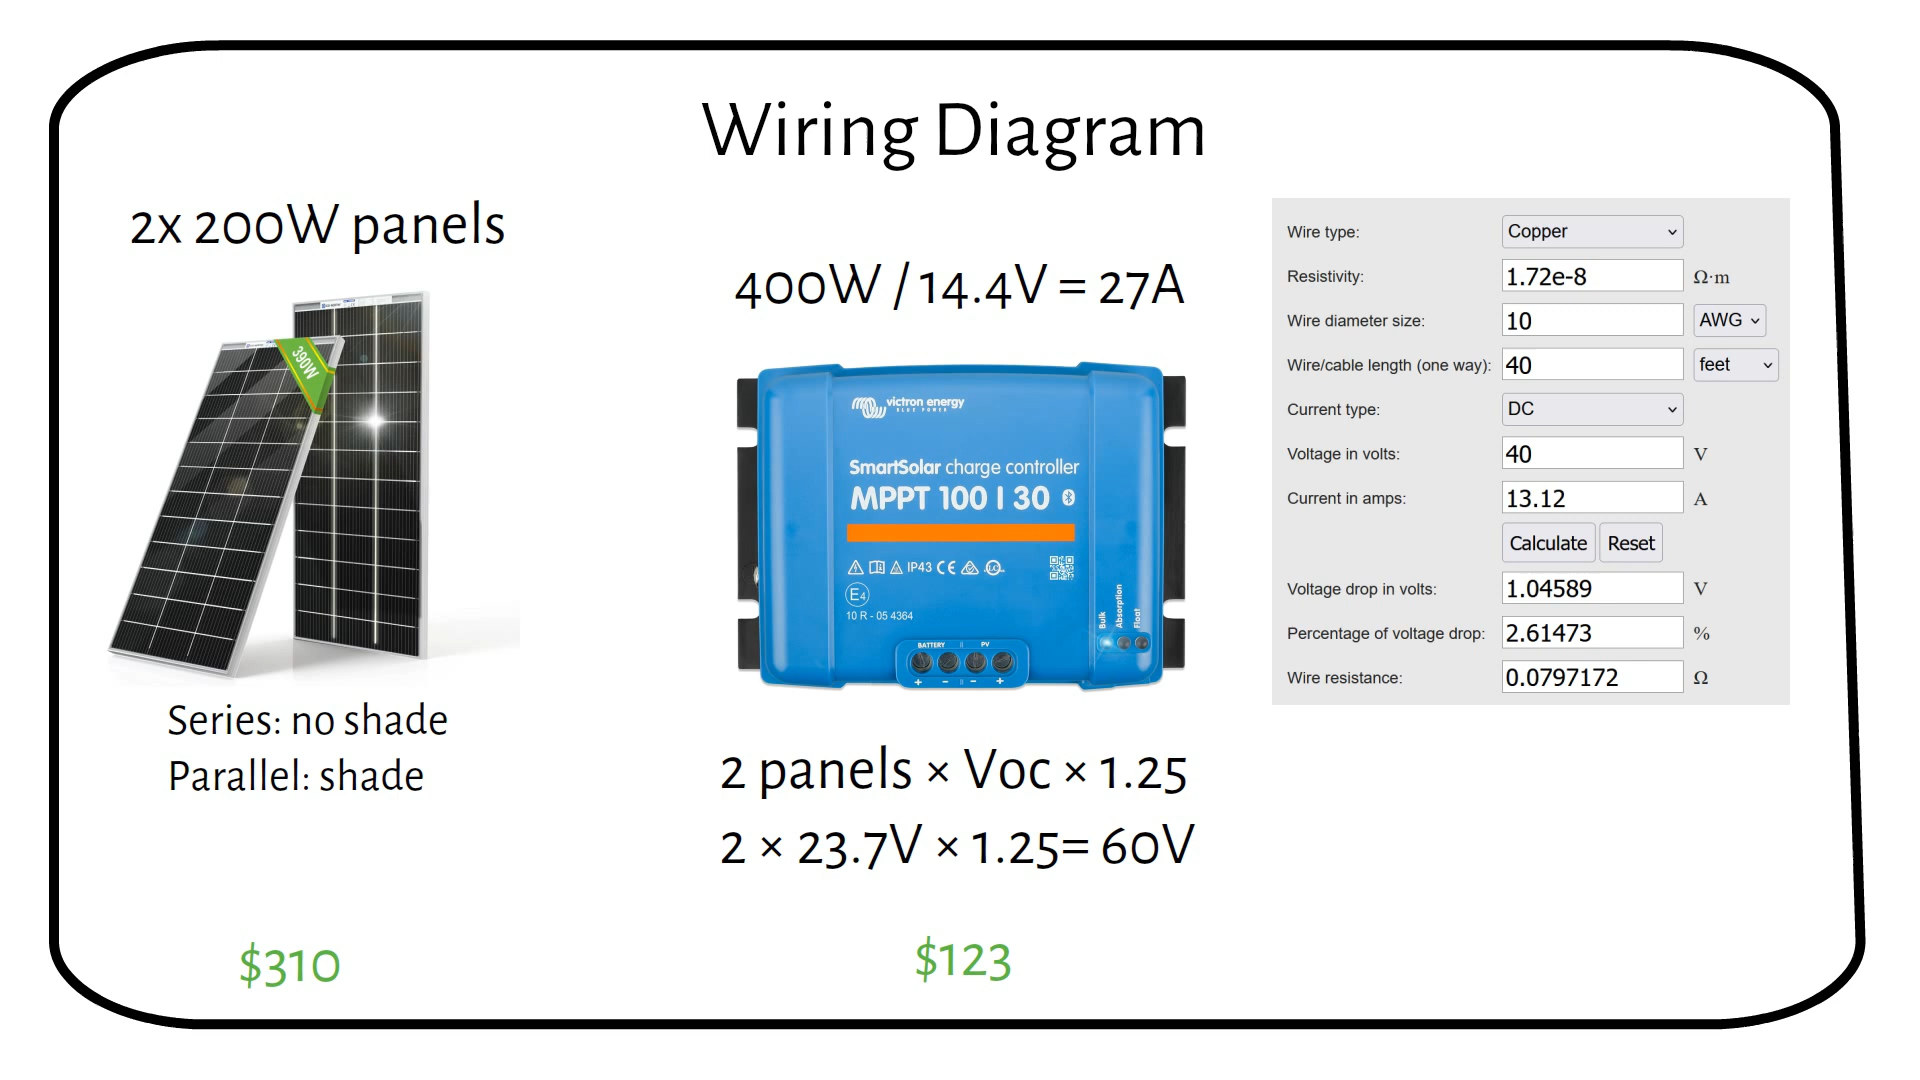 Wiring Diagram
2x 200W panels
390W
Series: no shade
Parallel: shade
$310
400W / 14.4V = 27A
victron energy
BLUE POWER
SmartSolar charge controller
MPPT 100 | 30
IP43 CE
E4
10 R - 05 4364
Bulk
Absorption
Float
BATTERY || PV
+ - || - +
2 panels × Voc × 1.25
2 × 23.7V × 1.25= 60V
$123
Wire type: Copper
Resistivity: 1.72e-8 Ω·m
Wire diameter size: 10 AWG
Wire/cable length (one way): 40 feet
Current type: DC
Voltage in volts: 40 V
Current in amps: 13.12 A
Calculate Reset
Voltage drop in volts: 1.04589 V
Percentage of voltage drop: 2.61473 %
Wire resistance: 0.0797172 Ω